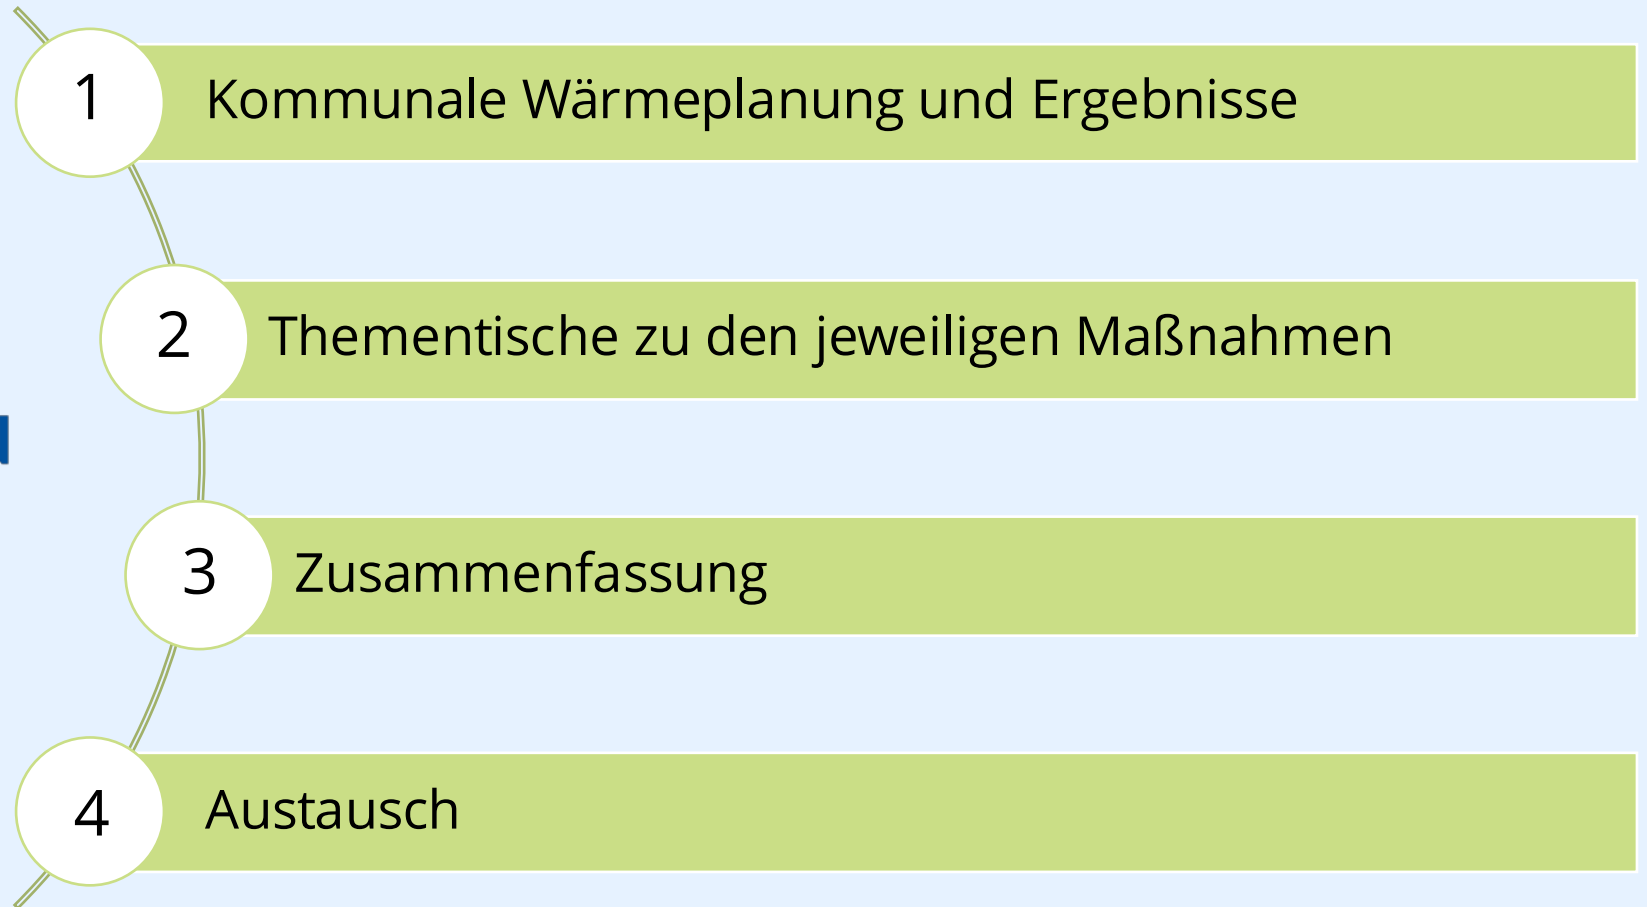 1 Kommunale Wärmeplanung und Ergebnisse
2 Thementische zu den jeweiligen Maßnahmen
3 Zusammenfassung
4 Austausch